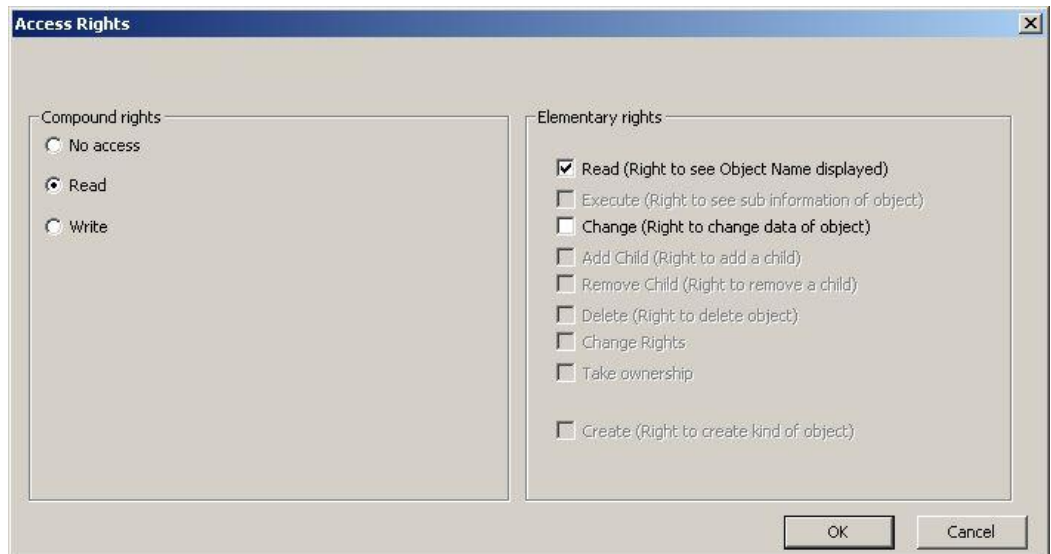 Access Rights
Compound rights
No access
Read
Write
Elementary rights
Read (Right to see Object Name displayed)
Execute (Right to see sub information of object)
Change (Right to change data of object)
Add Child (Right to add a child)
Remove Child (Right to remove a child)
Delete (Right to delete object)
Change Rights
Take ownership
Create (Right to create kind of object)
OK
Cancel